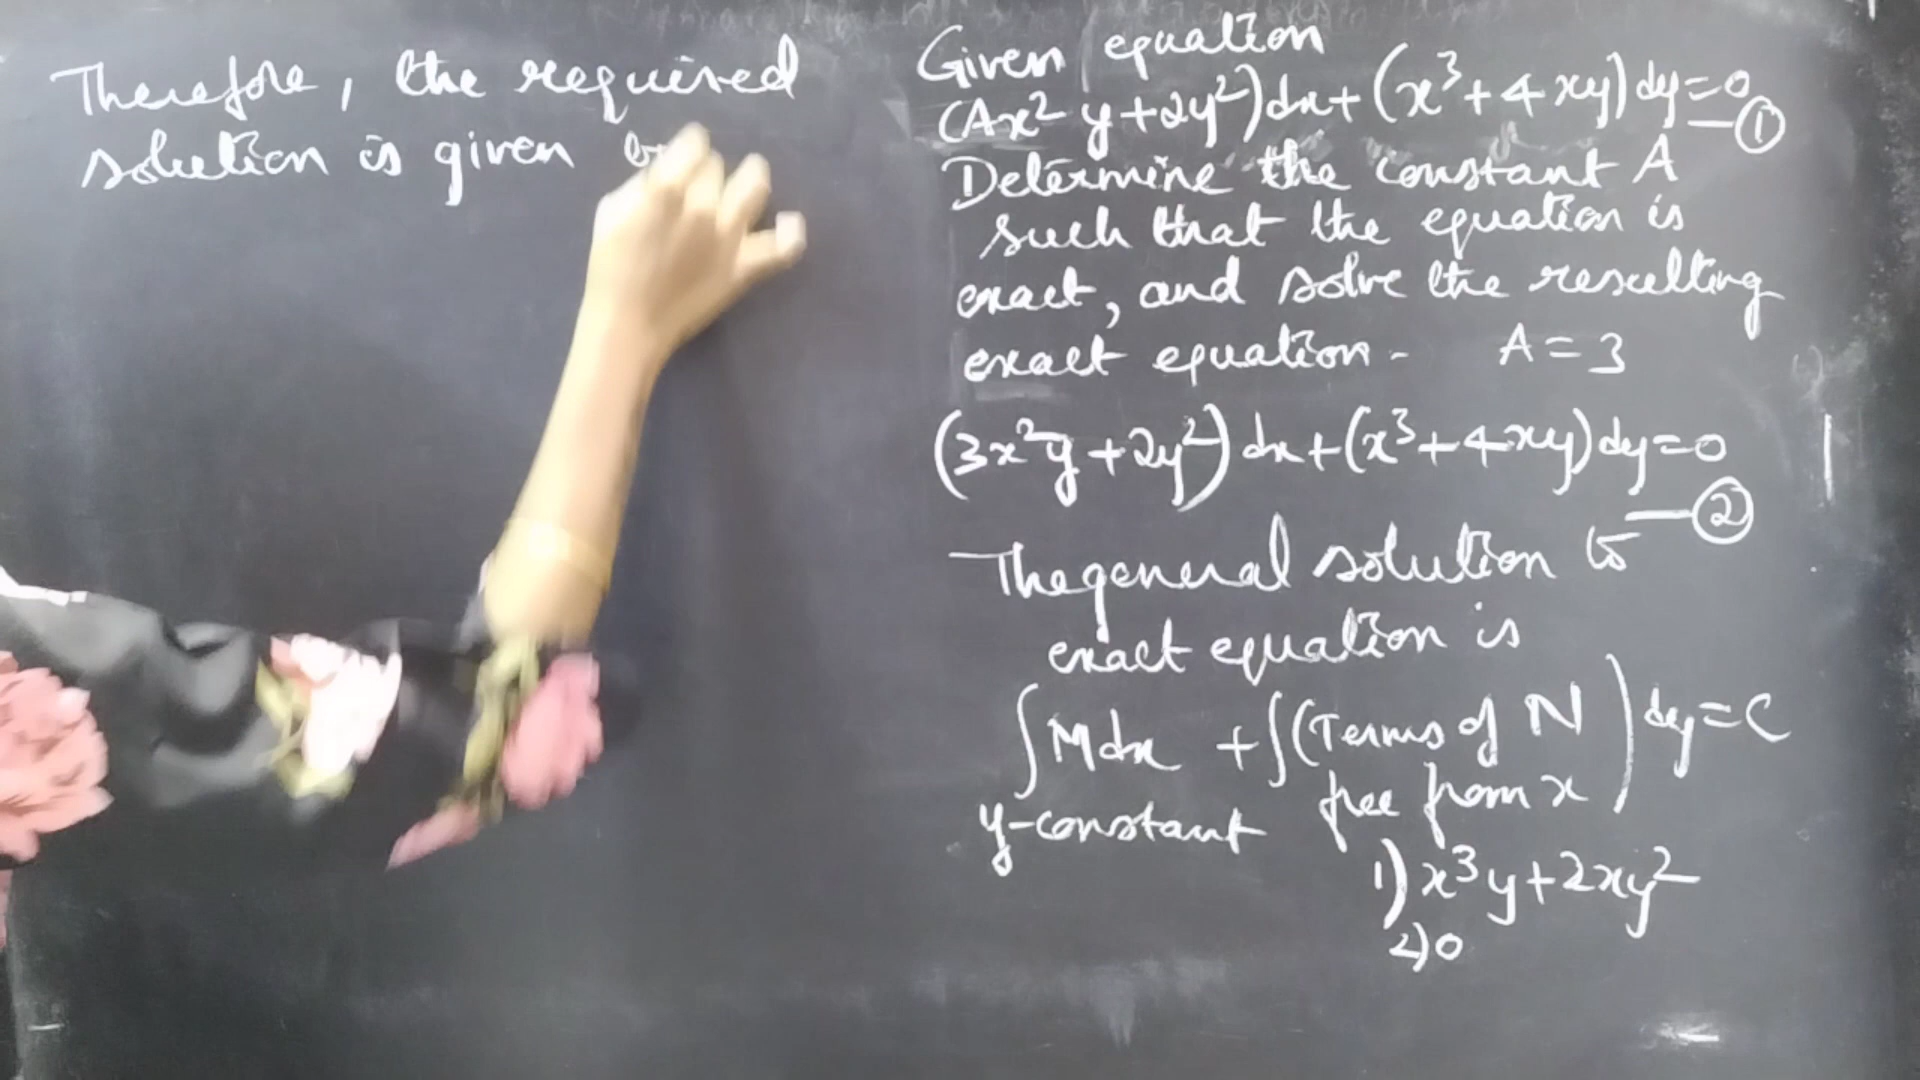 Therefore, the required
solution is given
Given equation
(Ax² y+2y²)dx+(x³+4xy)dy=0 —①
Determine the constant A
such that the equation is
exact, and solve the resulting
exact equation- A=3
(3x²y+2y²)dx+(x³+4xy)dy=0
—②
The general solution to
exact equation is
∫Mdx +∫(Terms of N)dy=C
y-constant free from x
1) x³y+2xy²
2) 0